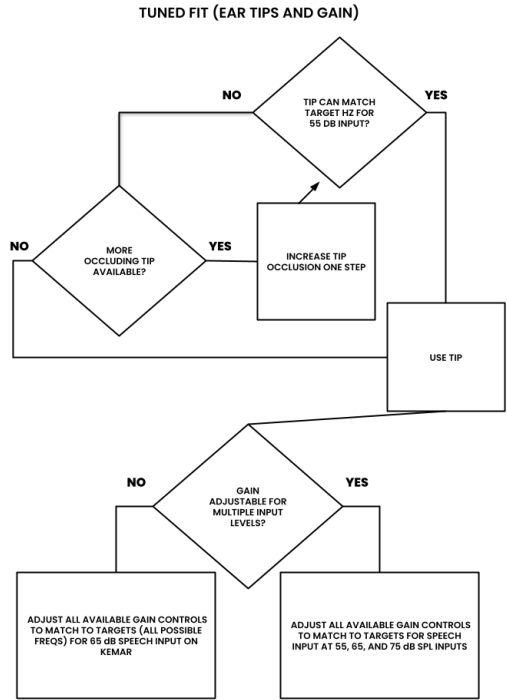 TUNED FIT (EAR TIPS AND GAIN)
NO
YES
TIP CAN MATCH
TARGET HZ FOR
55 DB INPUT?
NO
MORE
OCCLUDING TIP
AVAILABLE?
YES
INCREASE TIP
OCCLUSION ONE STEP
USE TIP
NO
YES
GAIN
ADJUSTABLE FOR
MULTIPLE INPUT
LEVELS?
ADJUST ALL AVAILABLE GAIN CONTROLS
TO MATCH TO TARGETS (ALL POSSIBLE
FREQS) FOR 65 dB SPEECH INPUT ON
KEMAR
ADJUST ALL AVAILABLE GAIN CONTROLS
TO MATCH TO TARGETS FOR SPEECH
INPUT AT 55, 65, AND 75 dB SPL INPUTS